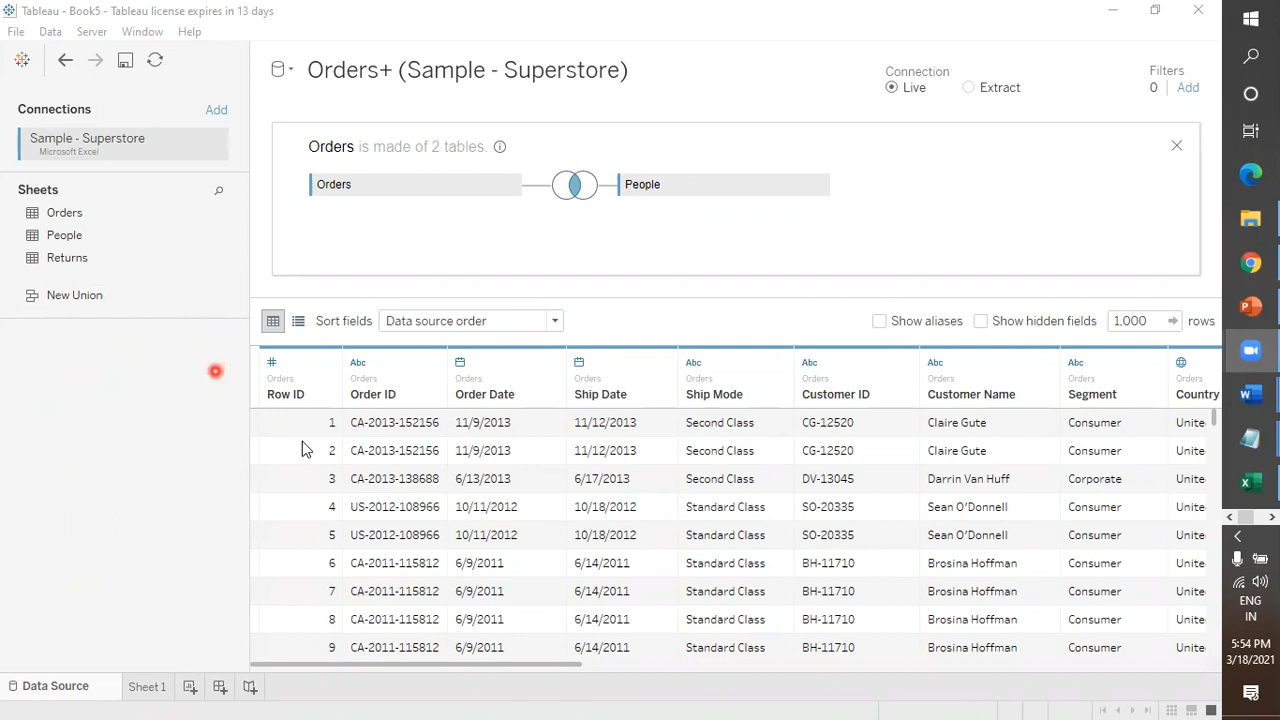 Tableau - Book5 - Tableau license expires in 13 days
File Data Server Window Help
Orders+ (Sample - Superstore)
Connection
Live Extract
Filters
0 Add
Connections Add
Sample - Superstore
Microsoft Excel
Sheets
Orders
People
Returns
New Union
Orders is made of 2 tables.
Orders People
Sort fields Data source order Show aliases Show hidden fields 1,000 rows
# Abc Abc Abc Abc Abc
Orders Orders Orders Orders Orders Orders Orders Orders Orders
Row ID Order ID Order Date Ship Date Ship Mode Customer ID Customer Name Segment Country
1 CA-2013-152156 11/9/2013 11/12/2013 Second Class CG-12520 Claire Gute Consumer Unite
2 CA-2013-152156 11/9/2013 11/12/2013 Second Class CG-12520 Claire Gute Consumer Unite
3 CA-2013-138688 6/13/2013 6/17/2013 Second Class DV-13045 Darrin Van Huff Corporate Unite
4 US-2012-108966 10/11/2012 10/18/2012 Standard Class SO-20335 Sean O'Donnell Consumer Unite
5 US-2012-108966 10/11/2012 10/18/2012 Standard Class SO-20335 Sean O'Donnell Consumer Unite
6 CA-2011-115812 6/9/2011 6/14/2011 Standard Class BH-11710 Brosina Hoffman Consumer Unite
7 CA-2011-115812 6/9/2011 6/14/2011 Standard Class BH-11710 Brosina Hoffman Consumer Unite
8 CA-2011-115812 6/9/2011 6/14/2011 Standard Class BH-11710 Brosina Hoffman Consumer Unite
9 CA-2011-115812 6/9/2011 6/14/2011 Standard Class BH-11710 Brosina Hoffman Consumer Unite
Data Source Sheet 1
ENG
IN
5:54 PM
3/18/2021